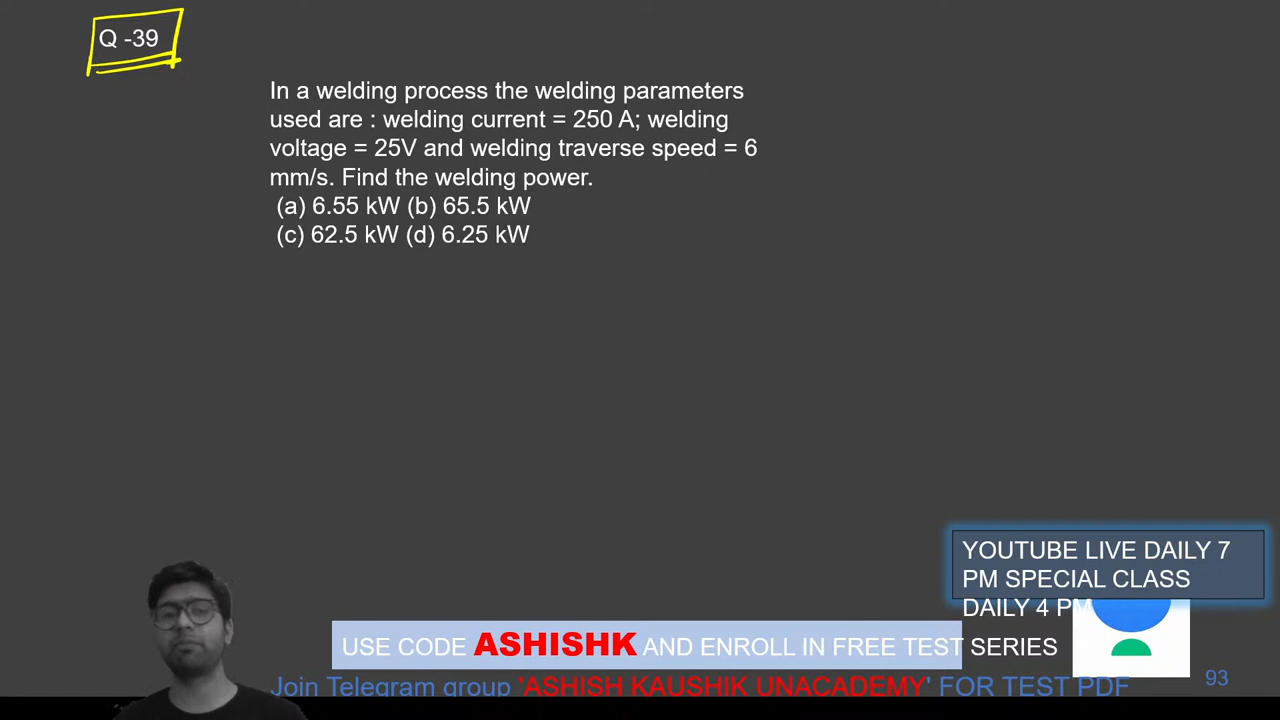 Q -39
In a welding process the welding parameters
used are : welding current = 250 A; welding
voltage = 25V and welding traverse speed = 6
mm/s. Find the welding power.
(a) 6.55 kW (b) 65.5 kW
(c) 62.5 kW (d) 6.25 kW
YOUTUBE LIVE DAILY 7
PM SPECIAL CLASS
DAILY 4 PM
USE CODE ASHISHK AND ENROLL IN FREE TEST SERIES
Join Telegram group 'ASHISH KAUSHIK UNACADEMY' FOR TEST PDF
93